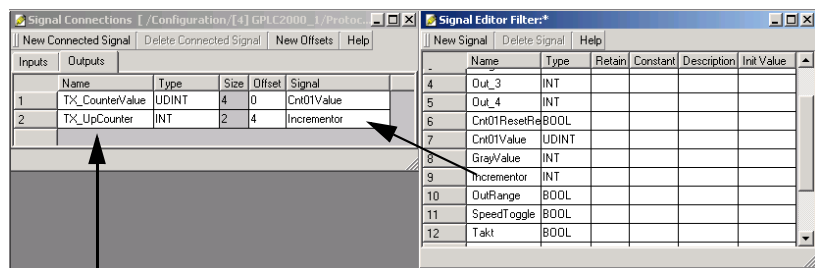 Signal Connections [ /Configuration/[4] GPLC2000_1/Protoc...
New Connected Signal Delete Connected Signal New Offsets Help
Inputs Outputs
Name Type Size Offset Signal
1 TX_CounterValue UDINT 4 0 Cnt01Value
2 TX_UpCounter INT 2 4 Incrementor
Signal Editor Filter:*
New Signal Delete Signal Help
Name Type Retain Constant Description Init Value
4 Out_3 INT
5 Out_4 INT
6 Cnt01ResetRe BOOL
7 Cnt01Value UDINT
8 GrayValue INT
9 Incrementor INT
10 OutRange BOOL
11 SpeedToggle BOOL
12 Takt BOOL